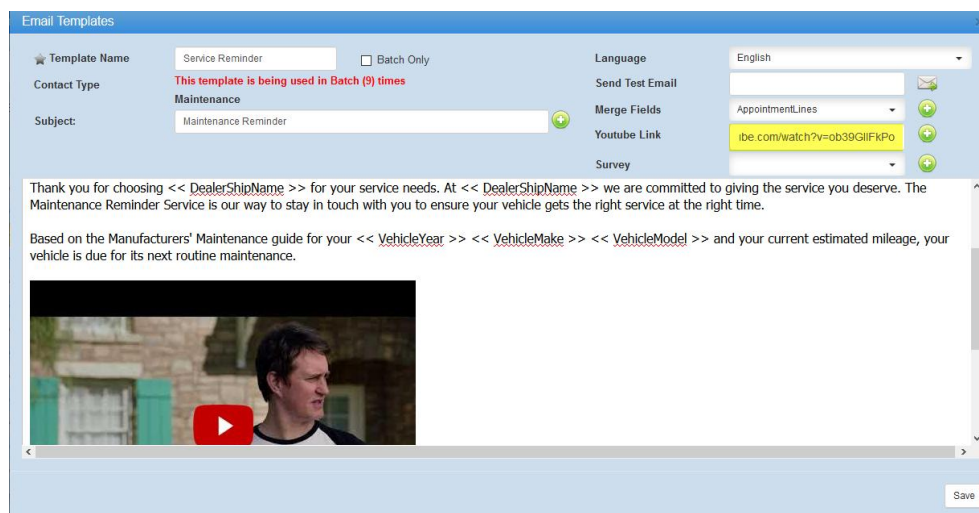 Email Templates
Template Name
Service Reminder
Batch Only
Language
English
Contact Type
This template is being used in Batch (9) times
Send Test Email
Maintenance
Merge Fields
AppointmentLines
Subject:
Maintenance Reminder
Youtube Link
ibe.com/watch?v=ob39GIIFkPo
Survey
Thank you for choosing << DealerShipName >> for your service needs. At << DealerShipName >> we are committed to giving the service you deserve. The
Maintenance Reminder Service is our way to stay in touch with you to ensure your vehicle gets the right service at the right time.
Based on the Manufacturers' Maintenance guide for your << VehicleYear >> << VehicleMake >> << VehicleModel >> and your current estimated mileage, your
vehicle is due for its next routine maintenance.
Save